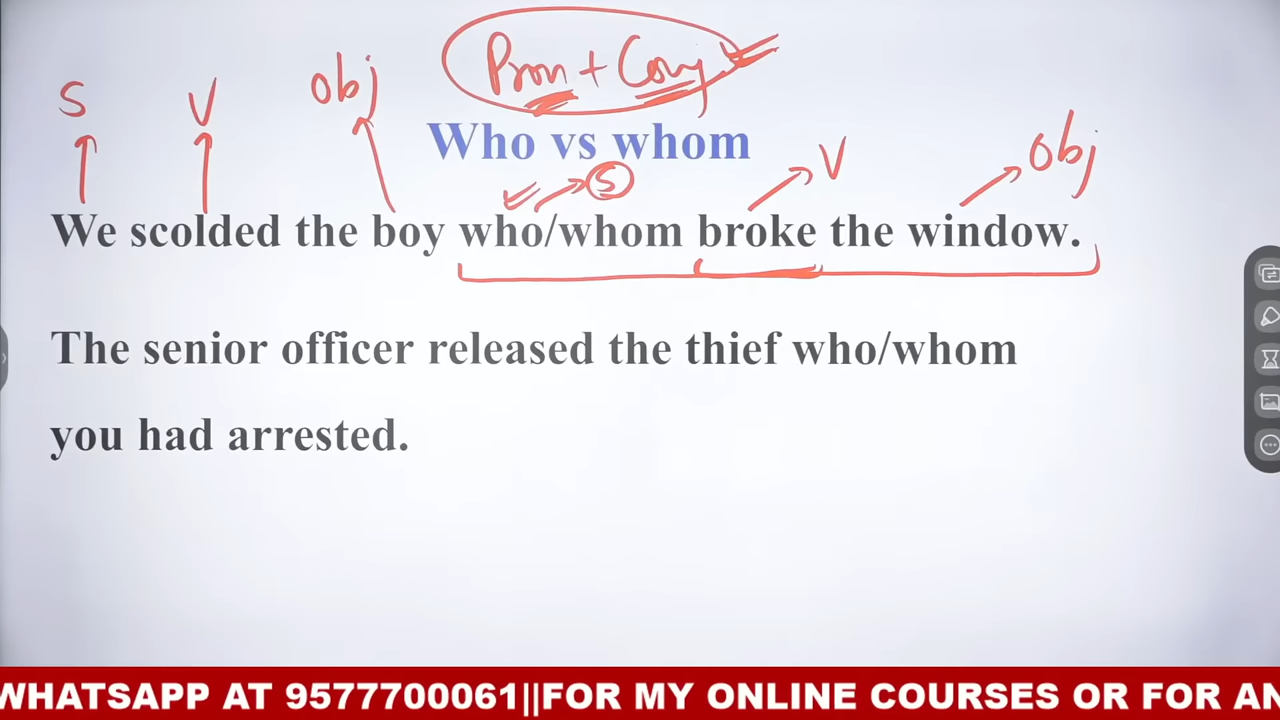 Pron + Conj
S V obj
Who vs whom
S V obj
We scolded the boy who/whom broke the window.
The senior officer released the thief who/whom
you had arrested.
WHATSAPP AT 9577700061||FOR MY ONLINE COURSES OR FOR AN